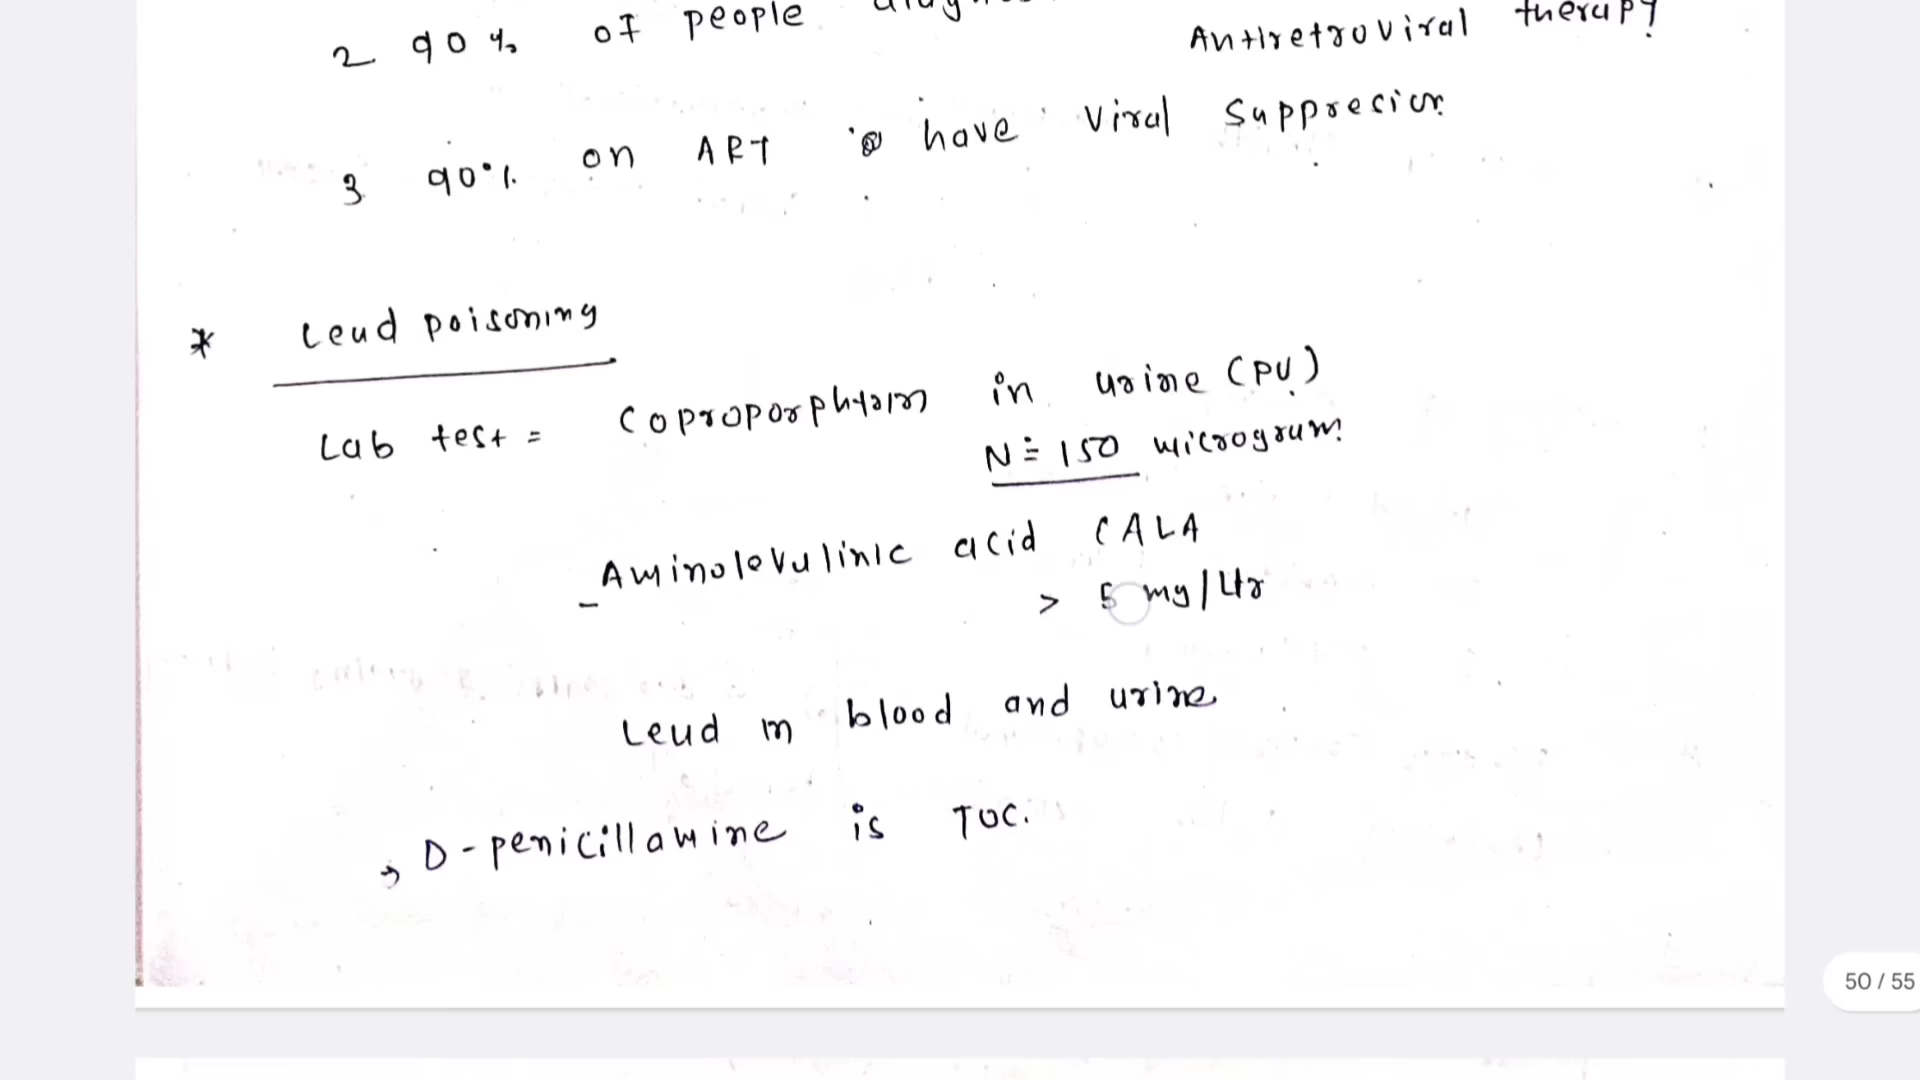 2 90% of people
Antiretroviral therapy
3 90% on ART have Viral Suppresion
* Lead poisoning
Lab test = Coproporphyrin in urine (PU)
N = 150 microgram
- Aminolevulinic acid (ALA
> 5 mg/Ltr
Lead in blood and urine
→ D-penicillamine is TOC.
50 / 55